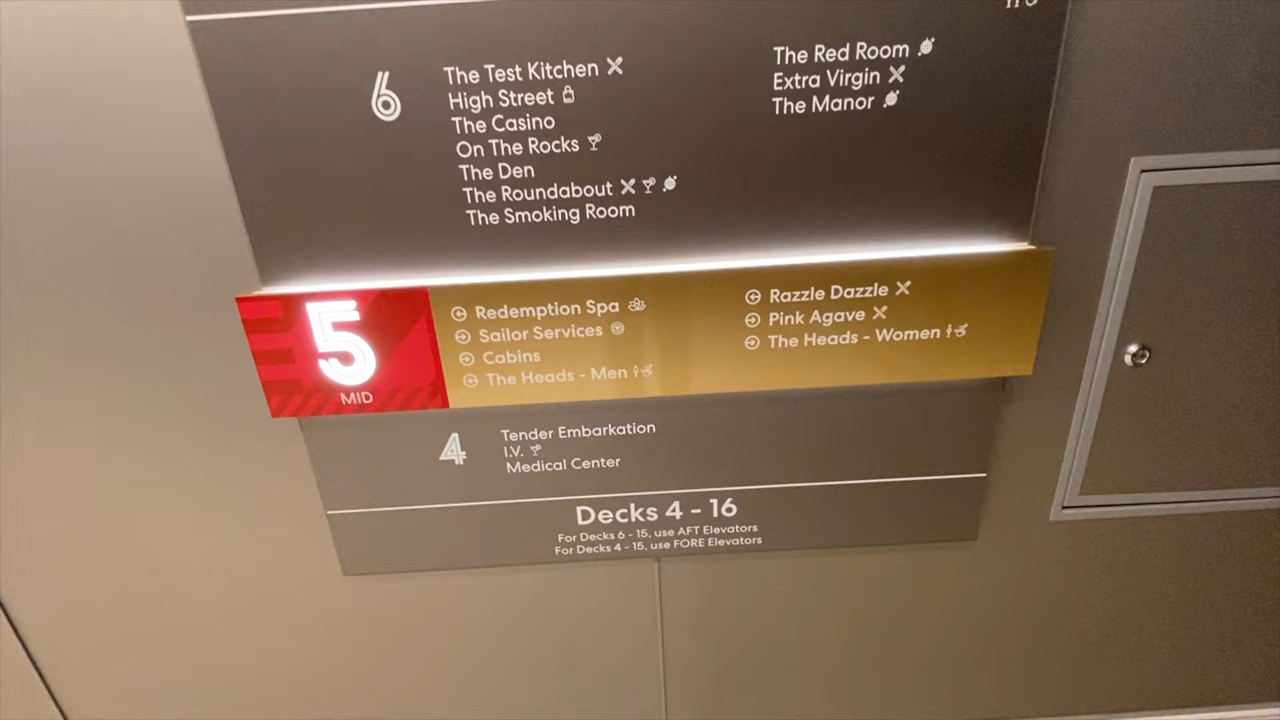 6
The Test Kitchen
High Street
The Casino
On The Rocks
The Den
The Roundabout
The Smoking Room
The Red Room
Extra Virgin
The Manor
5
MID
Redemption Spa
Sailor Services
Cabins
The Heads - Men
Razzle Dazzle
Pink Agave
The Heads - Women
4
Tender Embarkation
I.V.
Medical Center
Decks 4 - 16
For Decks 6 - 15, use AFT Elevators
For Decks 4 - 15, use FORE Elevators